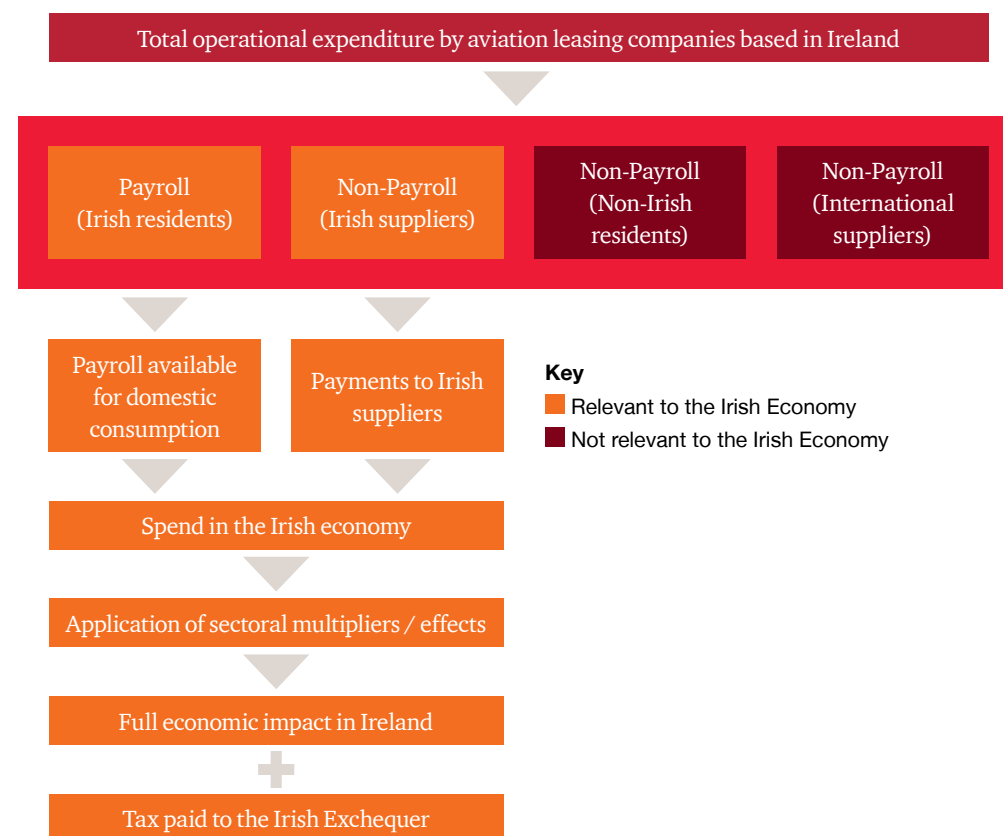 Total operational expenditure by aviation leasing companies based in Ireland
Payroll
(Irish residents)
Non-Payroll
(Irish suppliers)
Non-Payroll
(Non-Irish
residents)
Non-Payroll
(International
suppliers)
Payroll available
for domestic
consumption
Payments to Irish
suppliers
Key
Relevant to the Irish Economy
Not relevant to the Irish Economy
Spend in the Irish economy
Application of sectoral multipliers / effects
Full economic impact in Ireland
Tax paid to the Irish Exchequer